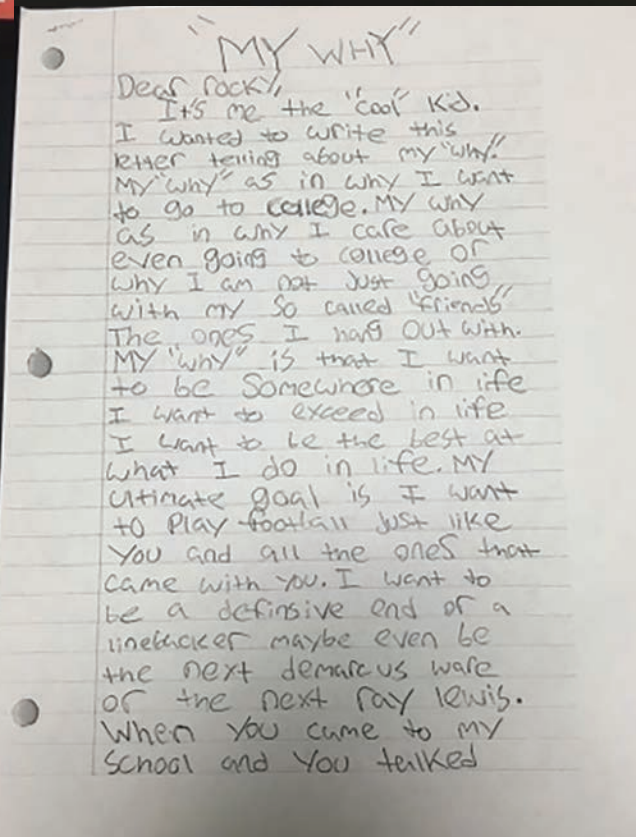 "MY WHY"
Dear rocky,
It's me the "cool" kid.
I wanted to write this
letter telling about my "why".
MY "why" as in why I want
to go to college. MY why
as in why I care about
even going to college or
why I am not just going
with my so called "friends"
The ones I hang out with.
MY "why" is that I want
to be Somewhere in life
I want to exceed in life
I want to be the best at
what I do in life. MY
ultimate goal is I want
to Play football just like
You and all the ones that
came with you. I want to
be a definsive end or a
linebacker maybe even be
the next demarcus ware
or the next ray lewis.
When You came to my
School and You talked